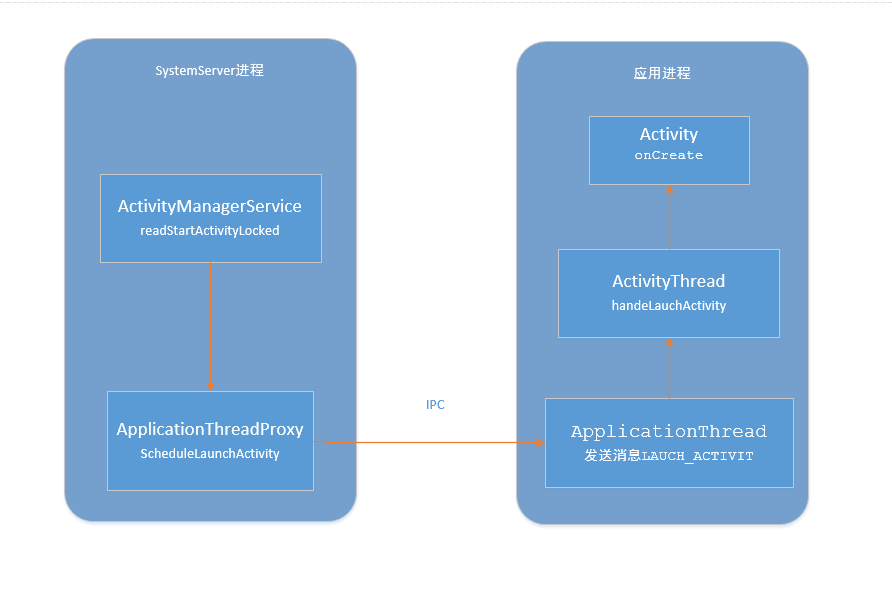 SystemServer进程
ActivityManagerService
readStartActivityLocked
ApplicationThreadProxy
ScheduleLaunchActivity
IPC
应用进程
Activity
onCreate
ActivityThread
handeLauchActivity
ApplicationThread
发送消息LAUCH_ACTIVIT